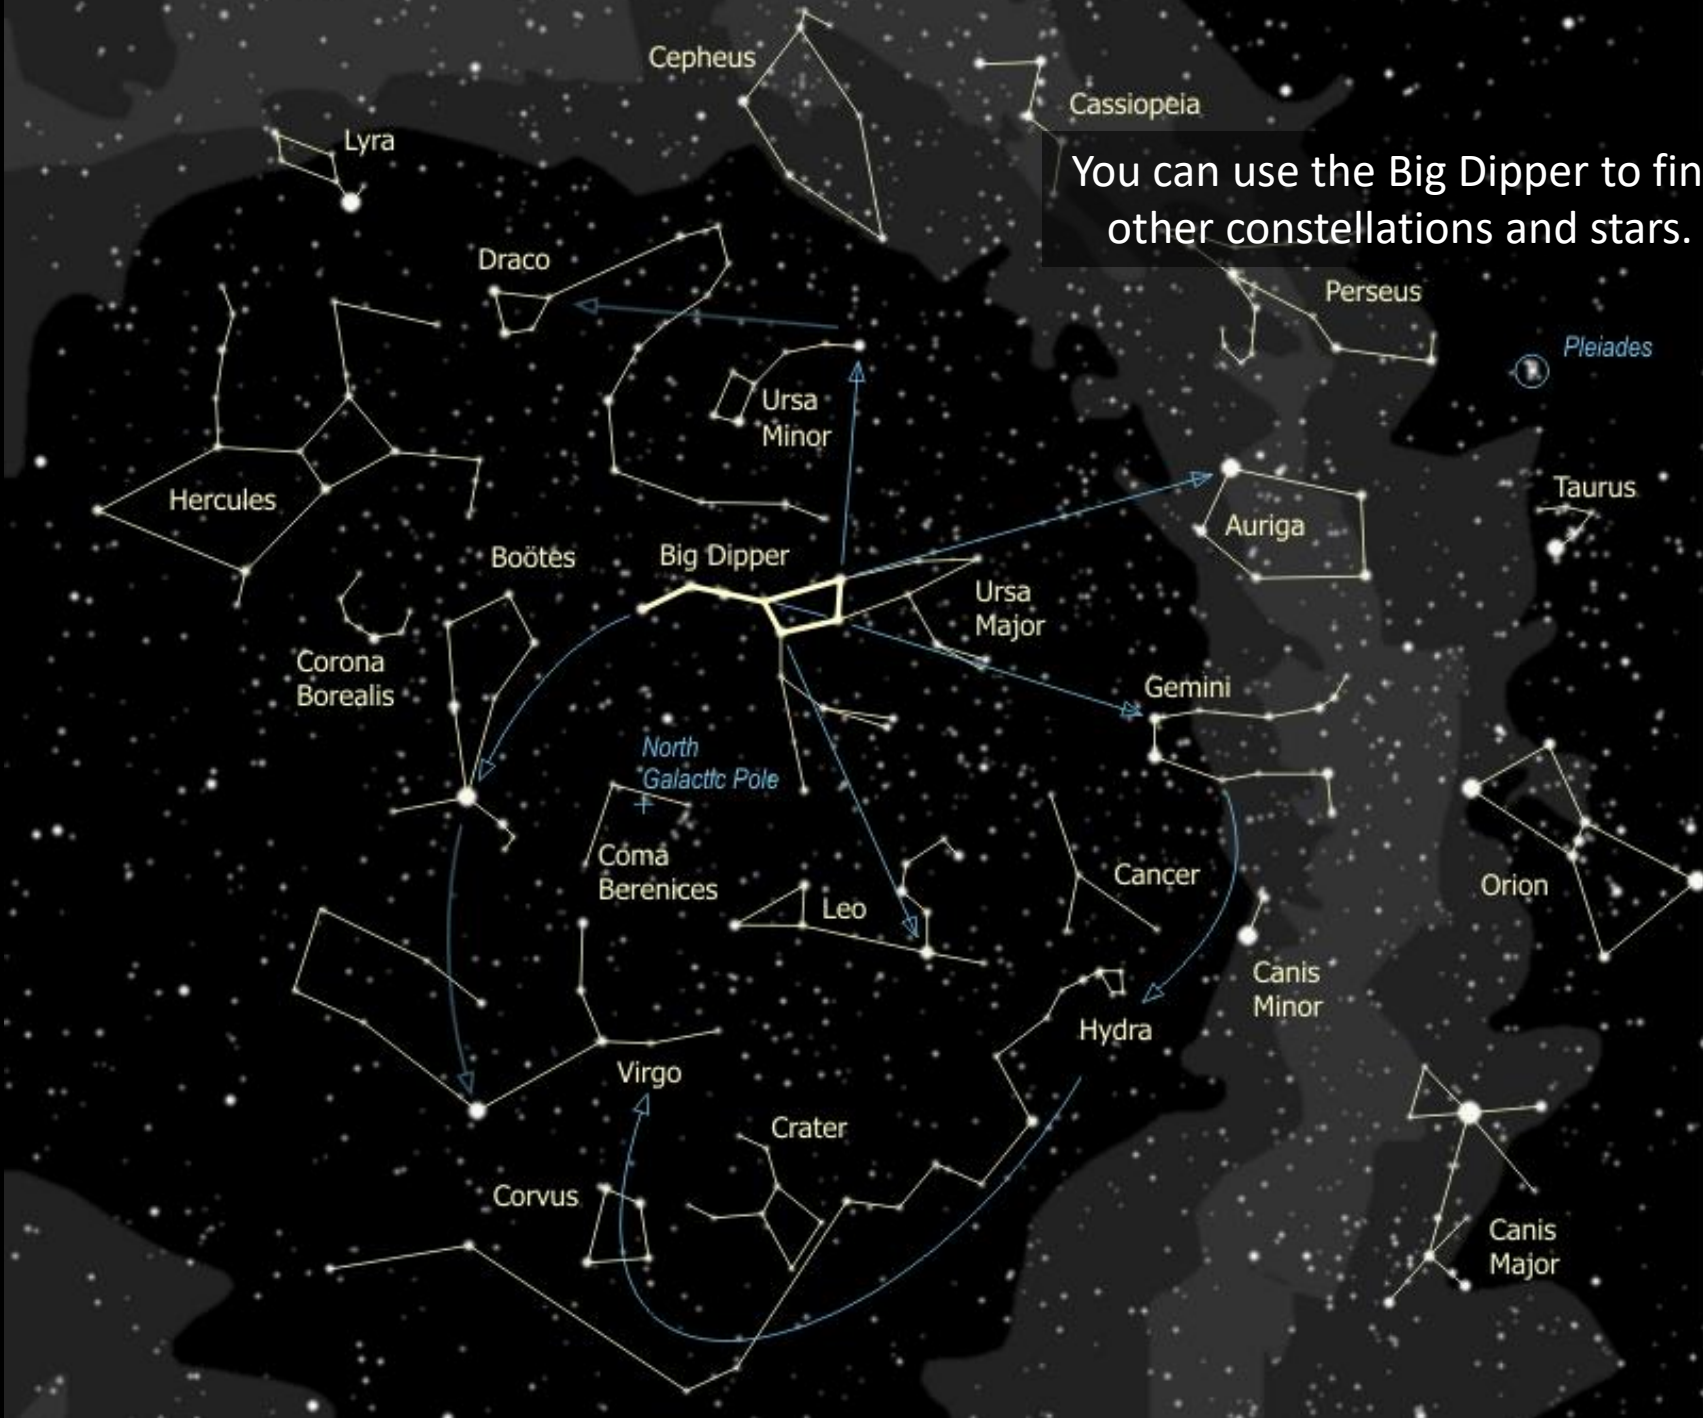 Cepheus
Cassiopeia
Lyra
You can use the Big Dipper to fin
other constellations and stars.
Draco
Perseus
Pleiades
Ursa
Minor
Hercules
Taurus
Auriga
Boötes
Big Dipper
Ursa
Major
Corona
Borealis
Gemini
North
Galactic Pole
Coma
Berenices
Cancer
Orion
Leo
Canis
Minor
Hydra
Virgo
Crater
Corvus
Canis
Major